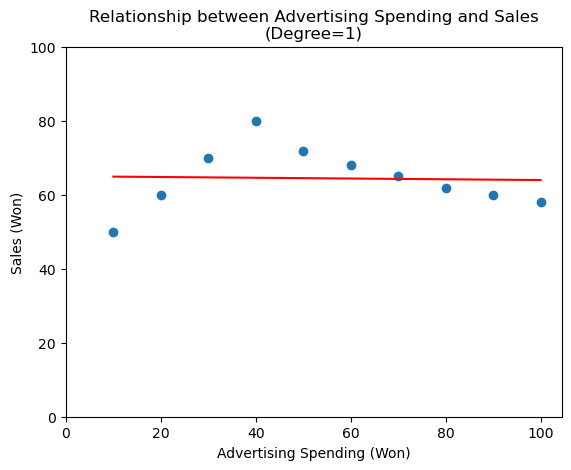 Relationship between Advertising Spending and Sales
(Degree=1)
100
80
60
40
20
0
Sales (Won)
0 20 40 60 80 100
Advertising Spending (Won)